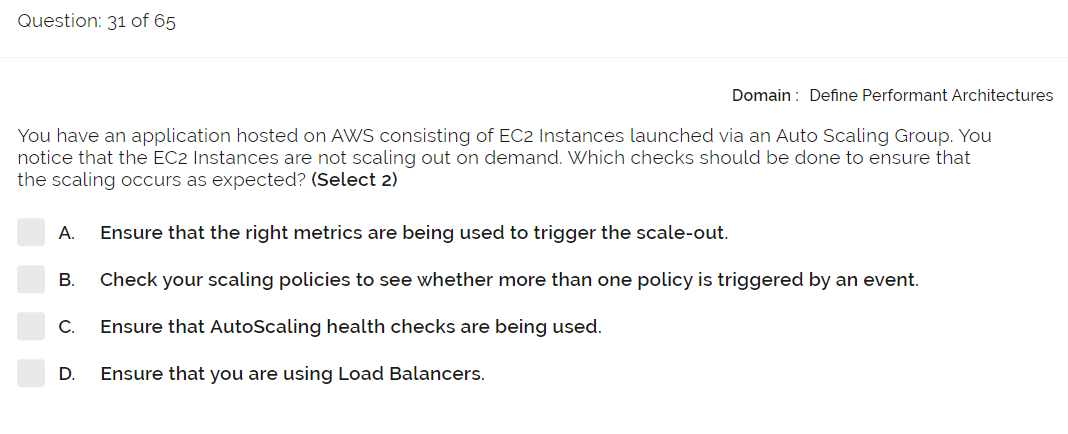 Question: 31 of 65
Domain : Define Performant Architectures
You have an application hosted on AWS consisting of EC2 Instances launched via an Auto Scaling Group. You
notice that the EC2 Instances are not scaling out on demand. Which checks should be done to ensure that
the scaling occurs as expected? (Select 2)
A. Ensure that the right metrics are being used to trigger the scale-out.
B. Check your scaling policies to see whether more than one policy is triggered by an event.
C. Ensure that AutoScaling health checks are being used.
D. Ensure that you are using Load Balancers.